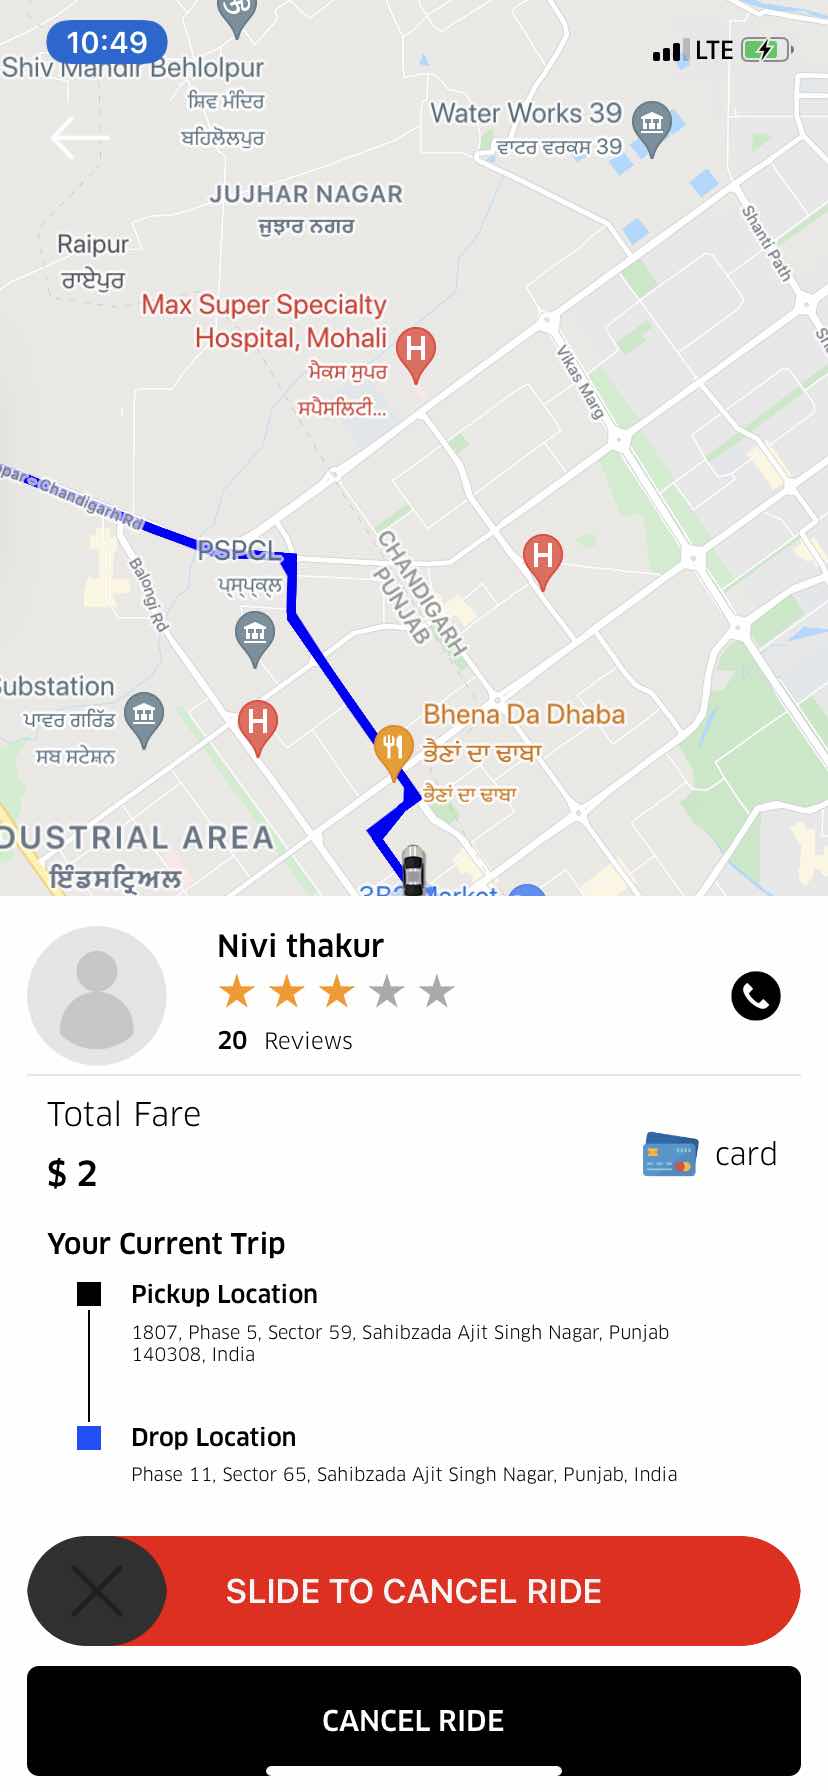 10:49
LTE
Shiv Mandir Behlolpur
ਸ਼ਿਵ ਮੰਦਿਰ
ਬਹਿਲੋਲਪੁਰ
Water Works 39
ਵਾਟਰ ਵਰਕਸ 39
JUJHAR NAGAR
ਜੁਝਾਰ ਨਗਰ
Shanti Path
Raipur
ਰਾਏਪੁਰ
Max Super Specialty
Hospital, Mohali
ਮੈਕਸ ਸੁਪਰ
ਸਪੈਸਲਿਟੀ...
H
Vikas Marg
Chandigarh Rd
PSPCL
ਪ੍ਸ੍ਪ੍ਕ੍ਲ
CHANDIGARH
PUNJAB
H
Balongi Rd
Substation
ਪਾਵਰ ਗਰਿੱਡ
ਸਬ ਸਟੇਸ਼ਨ
H
Bhena Da Dhaba
ਭੈਣਾਂ ਦਾ ਢਾਬਾ
ਭੈਣਾਂ ਦਾ ਢਾਬਾ
DUSTRIAL AREA
ਇੰਡਸਟ੍ਰਿਅਲ
3B2 Market
Nivi thakur
20 Reviews
Total Fare
$ 2
card
Your Current Trip
Pickup Location
1807, Phase 5, Sector 59, Sahibzada Ajit Singh Nagar, Punjab
140308, India
Drop Location
Phase 11, Sector 65, Sahibzada Ajit Singh Nagar, Punjab, India
SLIDE TO CANCEL RIDE
CANCEL RIDE